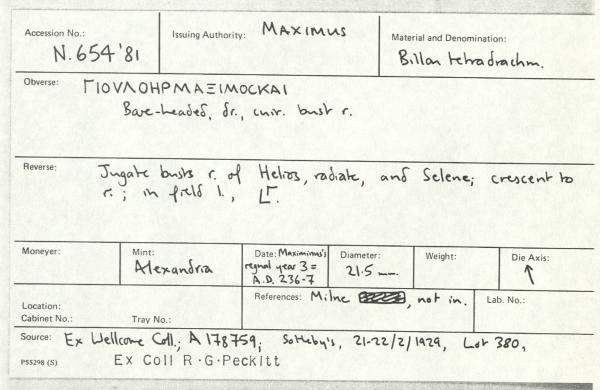 Accession No.: N.654'81
Issuing Authority: MAXIMUS
Material and Denomination: Billon tetradrachm.
Obverse: ΓΙΟΥΛΟΗΡΜΑΞΙΜΟCΚΑΙ
Bare-headed, dr., cuir. bust r.
Reverse: Jugate busts r. of Helios, radiate, and Selene; crescent to
r.; in field l., LΓ.
Moneyer:
Mint: Alexandria
Date: Maximinus's
regnal year 3 =
A.D. 236-7
Diameter: 21.5 mm.
Weight:
Die Axis: ↑
Location:
Cabinet No.: Tray No.:
References: Milne , not in.
Lab. No.:
Source: Ex Wellcome Coll.; A 178759; Sotheby's, 21-22/2/1929, Lot 380,
PS5298 (S) Ex Coll R.G.Peckitt